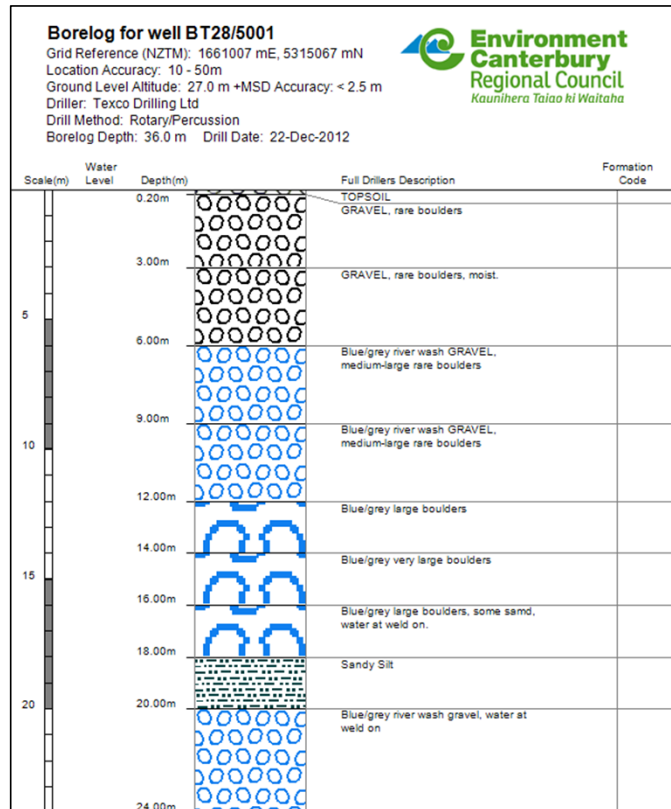 Borelog for well BT28/5001
Grid Reference (NZTM): 1661007 mE, 5315067 mN
Location Accuracy: 10 - 50m
Ground Level Altitude: 27.0 m +MSD Accuracy: < 2.5 m
Driller: Texco Drilling Ltd
Drill Method: Rotary/Percussion
Borelog Depth: 36.0 m Drill Date: 22-Dec-2012
Environment
Canterbury
Regional Council
Kaunihera Taiao ki Waitaha
Scale(m)
Water
Level
Depth(m)
Full Drillers Description
Formation
Code
0.20m
TOPSOIL
GRAVEL, rare boulders
3.00m
GRAVEL, rare boulders, moist.
5
6.00m
Blue/grey river wash GRAVEL,
medium-large rare boulders
9.00m
Blue/grey river wash GRAVEL,
medium-large rare boulders
10
12.00m
Blue/grey large boulders
14.00m
Blue/grey very large boulders
15
16.00m
Blue/grey large boulders, some samd,
water at weld on.
18.00m
Sandy Silt
20
20.00m
Blue/grey river wash gravel, water at
weld on
24.00m